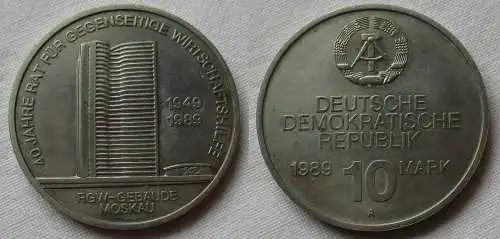 40 JAHRE RAT FÜR GEGENSEITIGE WIRTSCHAFTSHILFE
1949
1989
RGW-GEBÄUDE
MOSKAU
DEUTSCHE
DEMOKRATISCHE
REPUBLIK
1989 10 MARK
A